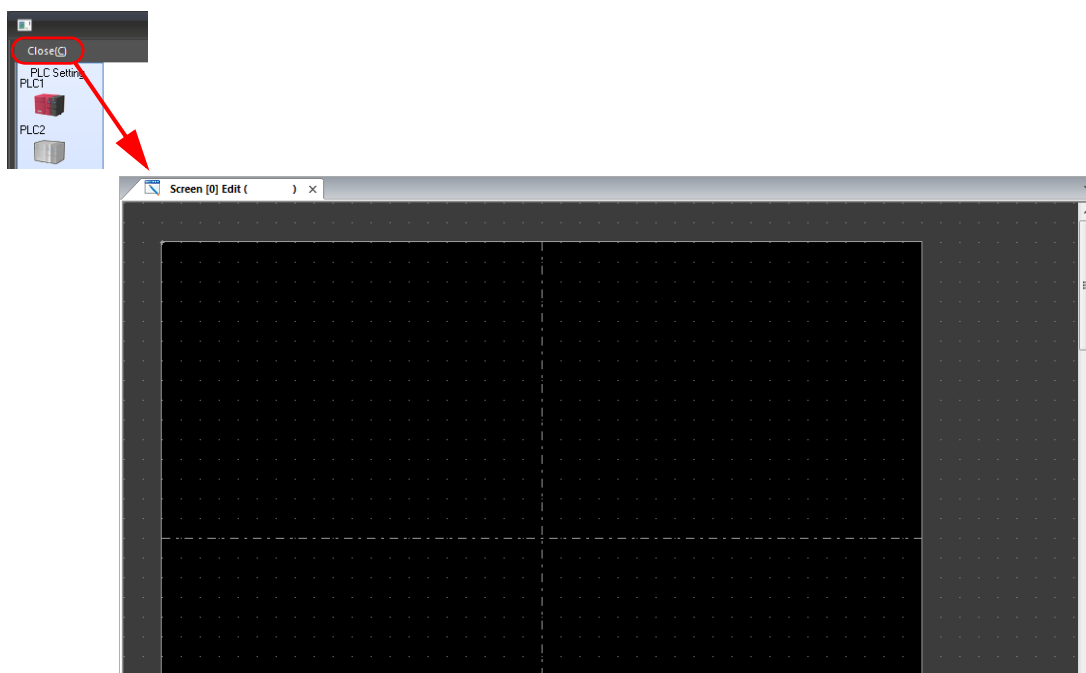 Close(C)
PLC Setting
PLC1
PLC2
Screen [0] Edit ( )